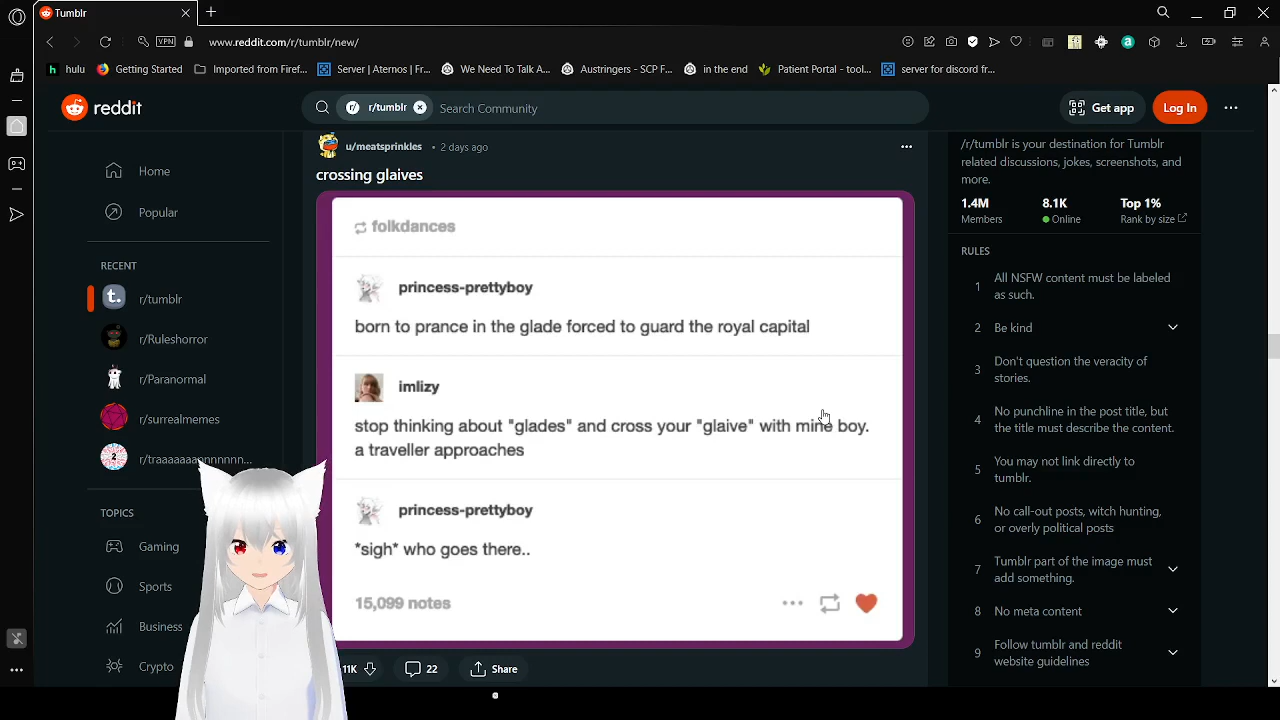 Tumblr
VPN
www.reddit.com/r/tumblr/new/
hulu
Getting Started
Imported from Firef...
Server | Aternos | Fr...
We Need To Talk A...
Austringers - SCP F...
in the end
Patient Portal - tool...
server for discord fr...
reddit
r/tumblr
Search Community
Get app
Log In
Home
Popular
RECENT
r/tumblr
r/Ruleshorror
r/Paranormal
r/surrealmemes
r/traaaaaaannnnnn...
TOPICS
Gaming
Sports
Business
Crypto
u/meatsprinkles • 2 days ago
crossing glaives
folkdances
princess-prettyboy
born to prance in the glade forced to guard the royal capital
imlizy
stop thinking about "glades" and cross your "glaive" with mine boy.
a traveller approaches
princess-prettyboy
*sigh* who goes there..
15,099 notes
11K
22
Share
/r/tumblr is your destination for Tumblr
related discussions, jokes, screenshots, and
more.
1.4M
Members
8.1K
Online
Top 1%
Rank by size
RULES
1 All NSFW content must be labeled
as such.
2 Be kind
3 Don't question the veracity of
stories.
4 No punchline in the post title, but
the title must describe the content.
5 You may not link directly to
tumblr.
6 No call-out posts, witch hunting,
or overly political posts
7 Tumblr part of the image must
add something.
8 No meta content
9 Follow tumblr and reddit
website guidelines